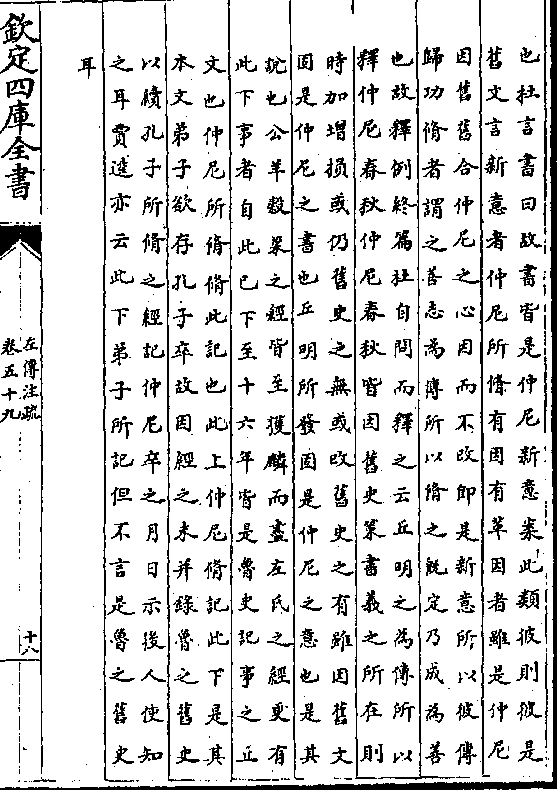 也杜言書曰故書皆是仲尼新意案此類彼則彼是
舊文言新意者仲尼所脩有因有革因者雖是仲尼
因舊舊合仲尼之心因而不改即是新意所以彼傳
歸功脩者謂之善志為傳所以脩之既定乃成為善
也故釋例終篇杜自問而釋之云丘明之為傳所以
釋仲尼春秋仲尼春秋皆因舊史策書義之所在則
時加增損或仍舊史之無或改舊史之有雖因舊文
固是仲尼之書也丘明所發固是仲尼之意也是其
説也公羊穀梁之經皆至獲麟而盡左氏之經更有
此下事者自此已下至十六年皆是魯史記事之正
文也仲尼所脩脩此記也此上仲尼脩記此下是其
本文弟子欲存孔子卒故因經之末并錄魯之舊史
以續孔子所脩之經記仲尼卒之月日示後人使知
之耳賈逵亦云此下弟子所記但不言是魯之舊史
耳
欽定四庫全書
左傳注疏
卷五十九
十八